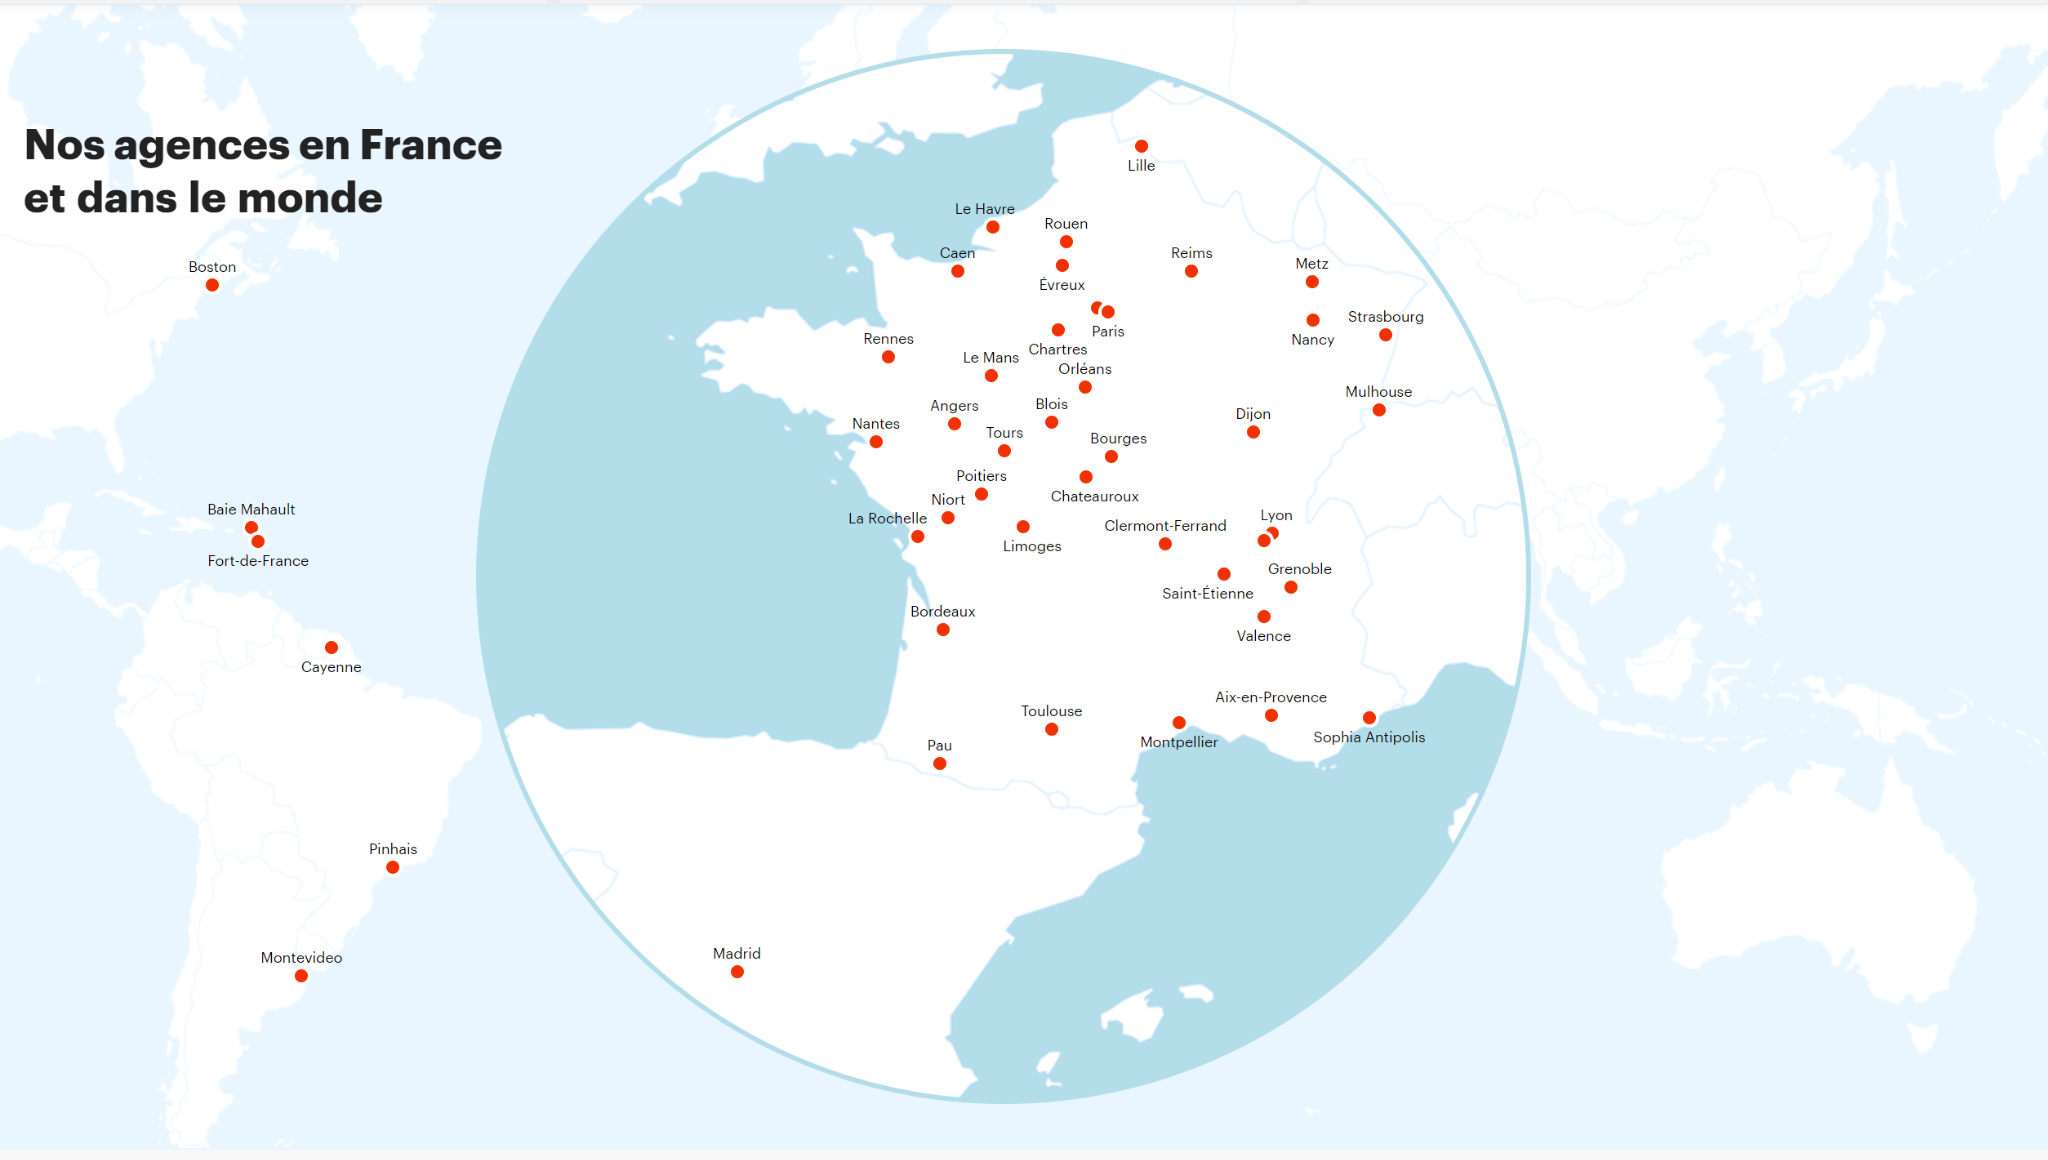 Nos agences en France
et dans le monde
Lille
Le Havre
Rouen
Caen
Reims
Metz
Boston
Évreux
Strasbourg
Paris
Rennes
Nancy
Chartres
Le Mans
Orléans
Mulhouse
Blois
Angers
Dijon
Nantes
Tours
Bourges
Poitiers
Chateauroux
Niort
Baie Mahault
Lyon
La Rochelle
Clermont-Ferrand
Limoges
Fort-de-France
Grenoble
Saint-Étienne
Bordeaux
Valence
Cayenne
Aix-en-Provence
Toulouse
Sophia Antipolis
Montpellier
Pau
Pinhais
Madrid
Montevideo